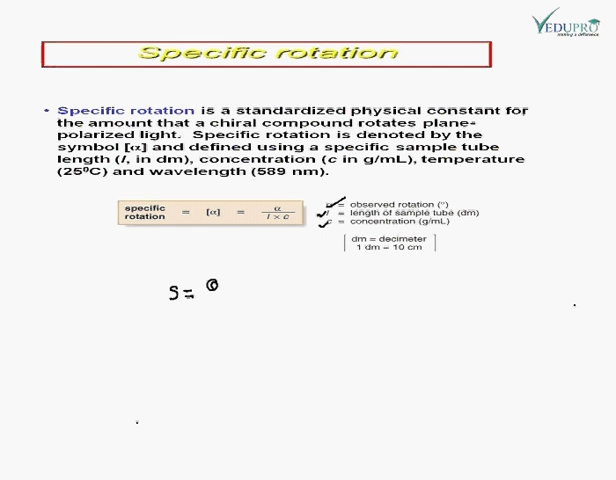 VEDUPRO
making a difference
Specific rotation
• Specific rotation is a standardized physical constant for
the amount that a chiral compound rotates plane-
polarized light. Specific rotation is denoted by the
symbol [α] and defined using a specific sample tube
length (l, in dm), concentration (c in g/mL), temperature
(25⁰C) and wavelength (589 nm).
specific
rotation = [α] = α / l × c
α = observed rotation (°)
l = length of sample tube (dm)
c = concentration (g/mL)
dm = decimeter
1 dm = 10 cm
S =